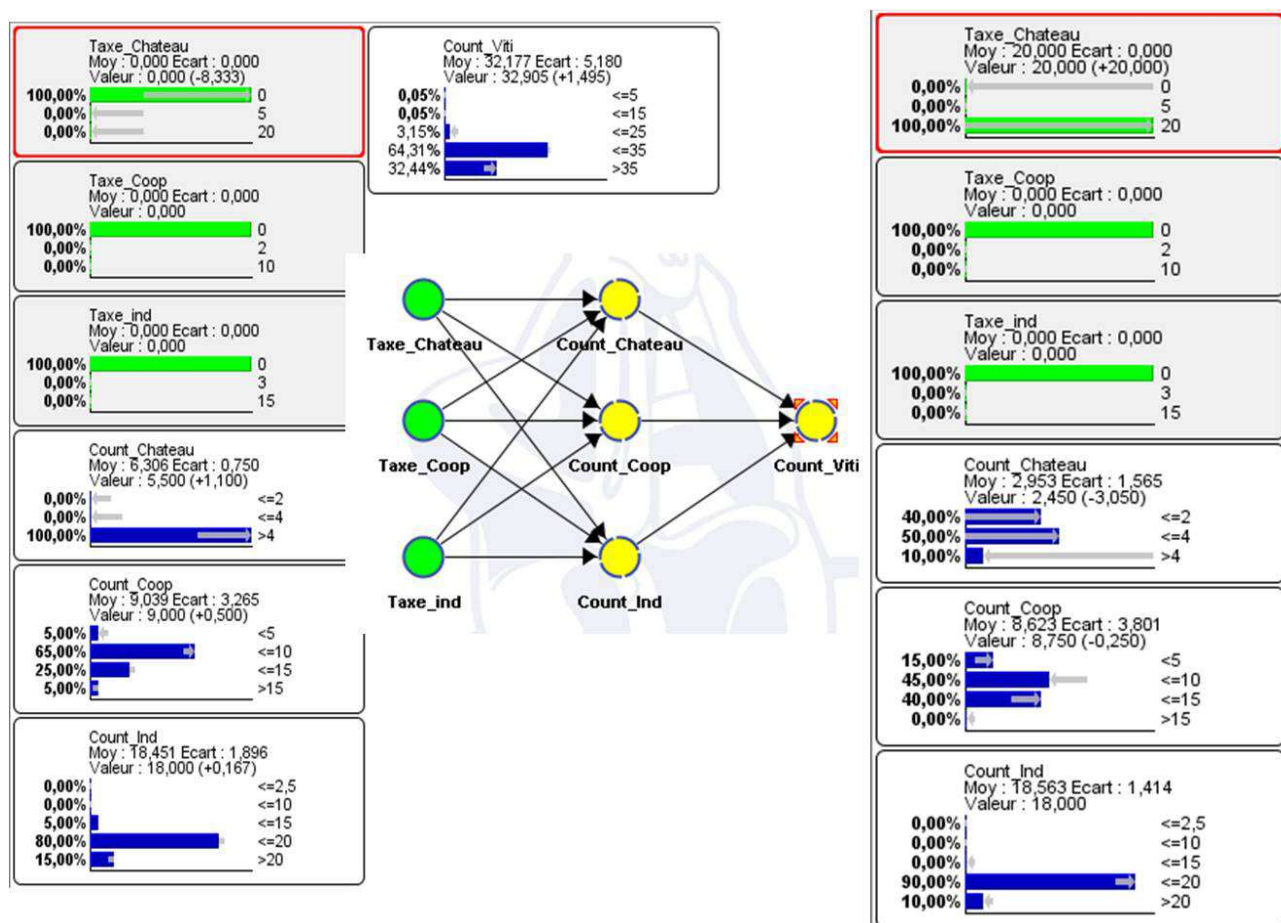 Taxe_Chateau
Moy : 0,000 Ecart : 0,000
Valeur : 0,000 (-8,333)
100,00% 0
0,00% 5
0,00% 20
Taxe_Coop
Moy : 0,000 Ecart : 0,000
Valeur : 0,000
100,00% 0
0,00% 2
0,00% 10
Taxe_ind
Moy : 0,000 Ecart : 0,000
Valeur : 0,000
100,00% 0
0,00% 3
0,00% 15
Count_Chateau
Moy : 6,306 Ecart : 0,750
Valeur : 5,500 (+1,100)
0,00% <=2
0,00% <=4
100,00% >4
Count_Coop
Moy : 9,039 Ecart : 3,265
Valeur : 9,000 (+0,500)
5,00% <5
65,00% <=10
25,00% <=15
5,00% >15
Count_Ind
Moy : 18,451 Ecart : 1,896
Valeur : 18,000 (+0,167)
0,00% <=2,5
0,00% <=10
5,00% <=15
80,00% <=20
15,00% >20
Count_Viti
Moy : 32,177 Ecart : 5,180
Valeur : 32,905 (+1,495)
0,05% <=5
0,05% <=15
3,15% <=25
64,31% <=35
32,44% >35
Taxe_Chateau
Count_Chateau
Taxe_Coop
Count_Coop
Count_Viti
Taxe_ind
Count_Ind
Taxe_Chateau
Moy : 20,000 Ecart : 0,000
Valeur : 20,000 (+20,000)
0,00% 0
0,00% 5
100,00% 20
Taxe_Coop
Moy : 0,000 Ecart : 0,000
Valeur : 0,000
100,00% 0
0,00% 2
0,00% 10
Taxe_ind
Moy : 0,000 Ecart : 0,000
Valeur : 0,000
100,00% 0
0,00% 3
0,00% 15
Count_Chateau
Moy : 2,953 Ecart : 1,565
Valeur : 2,450 (-3,050)
40,00% <=2
50,00% <=4
10,00% >4
Count_Coop
Moy : 8,623 Ecart : 3,801
Valeur : 8,750 (-0,250)
15,00% <5
45,00% <=10
40,00% <=15
0,00% >15
Count_Ind
Moy : 18,563 Ecart : 1,414
Valeur : 18,000
0,00% <=2,5
0,00% <=10
0,00% <=15
90,00% <=20
10,00% >20